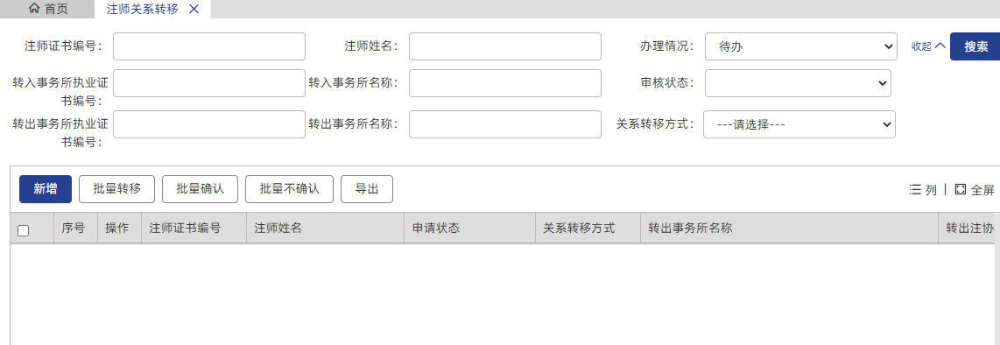 首页 注师关系转移
注师证书编号： 注师姓名： 办理情况： 待办 收起 搜索
转入事务所执业证 转入事务所名称： 审核状态：
书编号：
转出事务所执业证 转出事务所名称： 关系转移方式： ---请选择---
书编号：
新增 批量转移 批量确认 批量不确认 导出 列 | 全屏
序号 操作 注师证书编号 注师姓名 申请状态 关系转移方式 转出事务所名称 转出注协